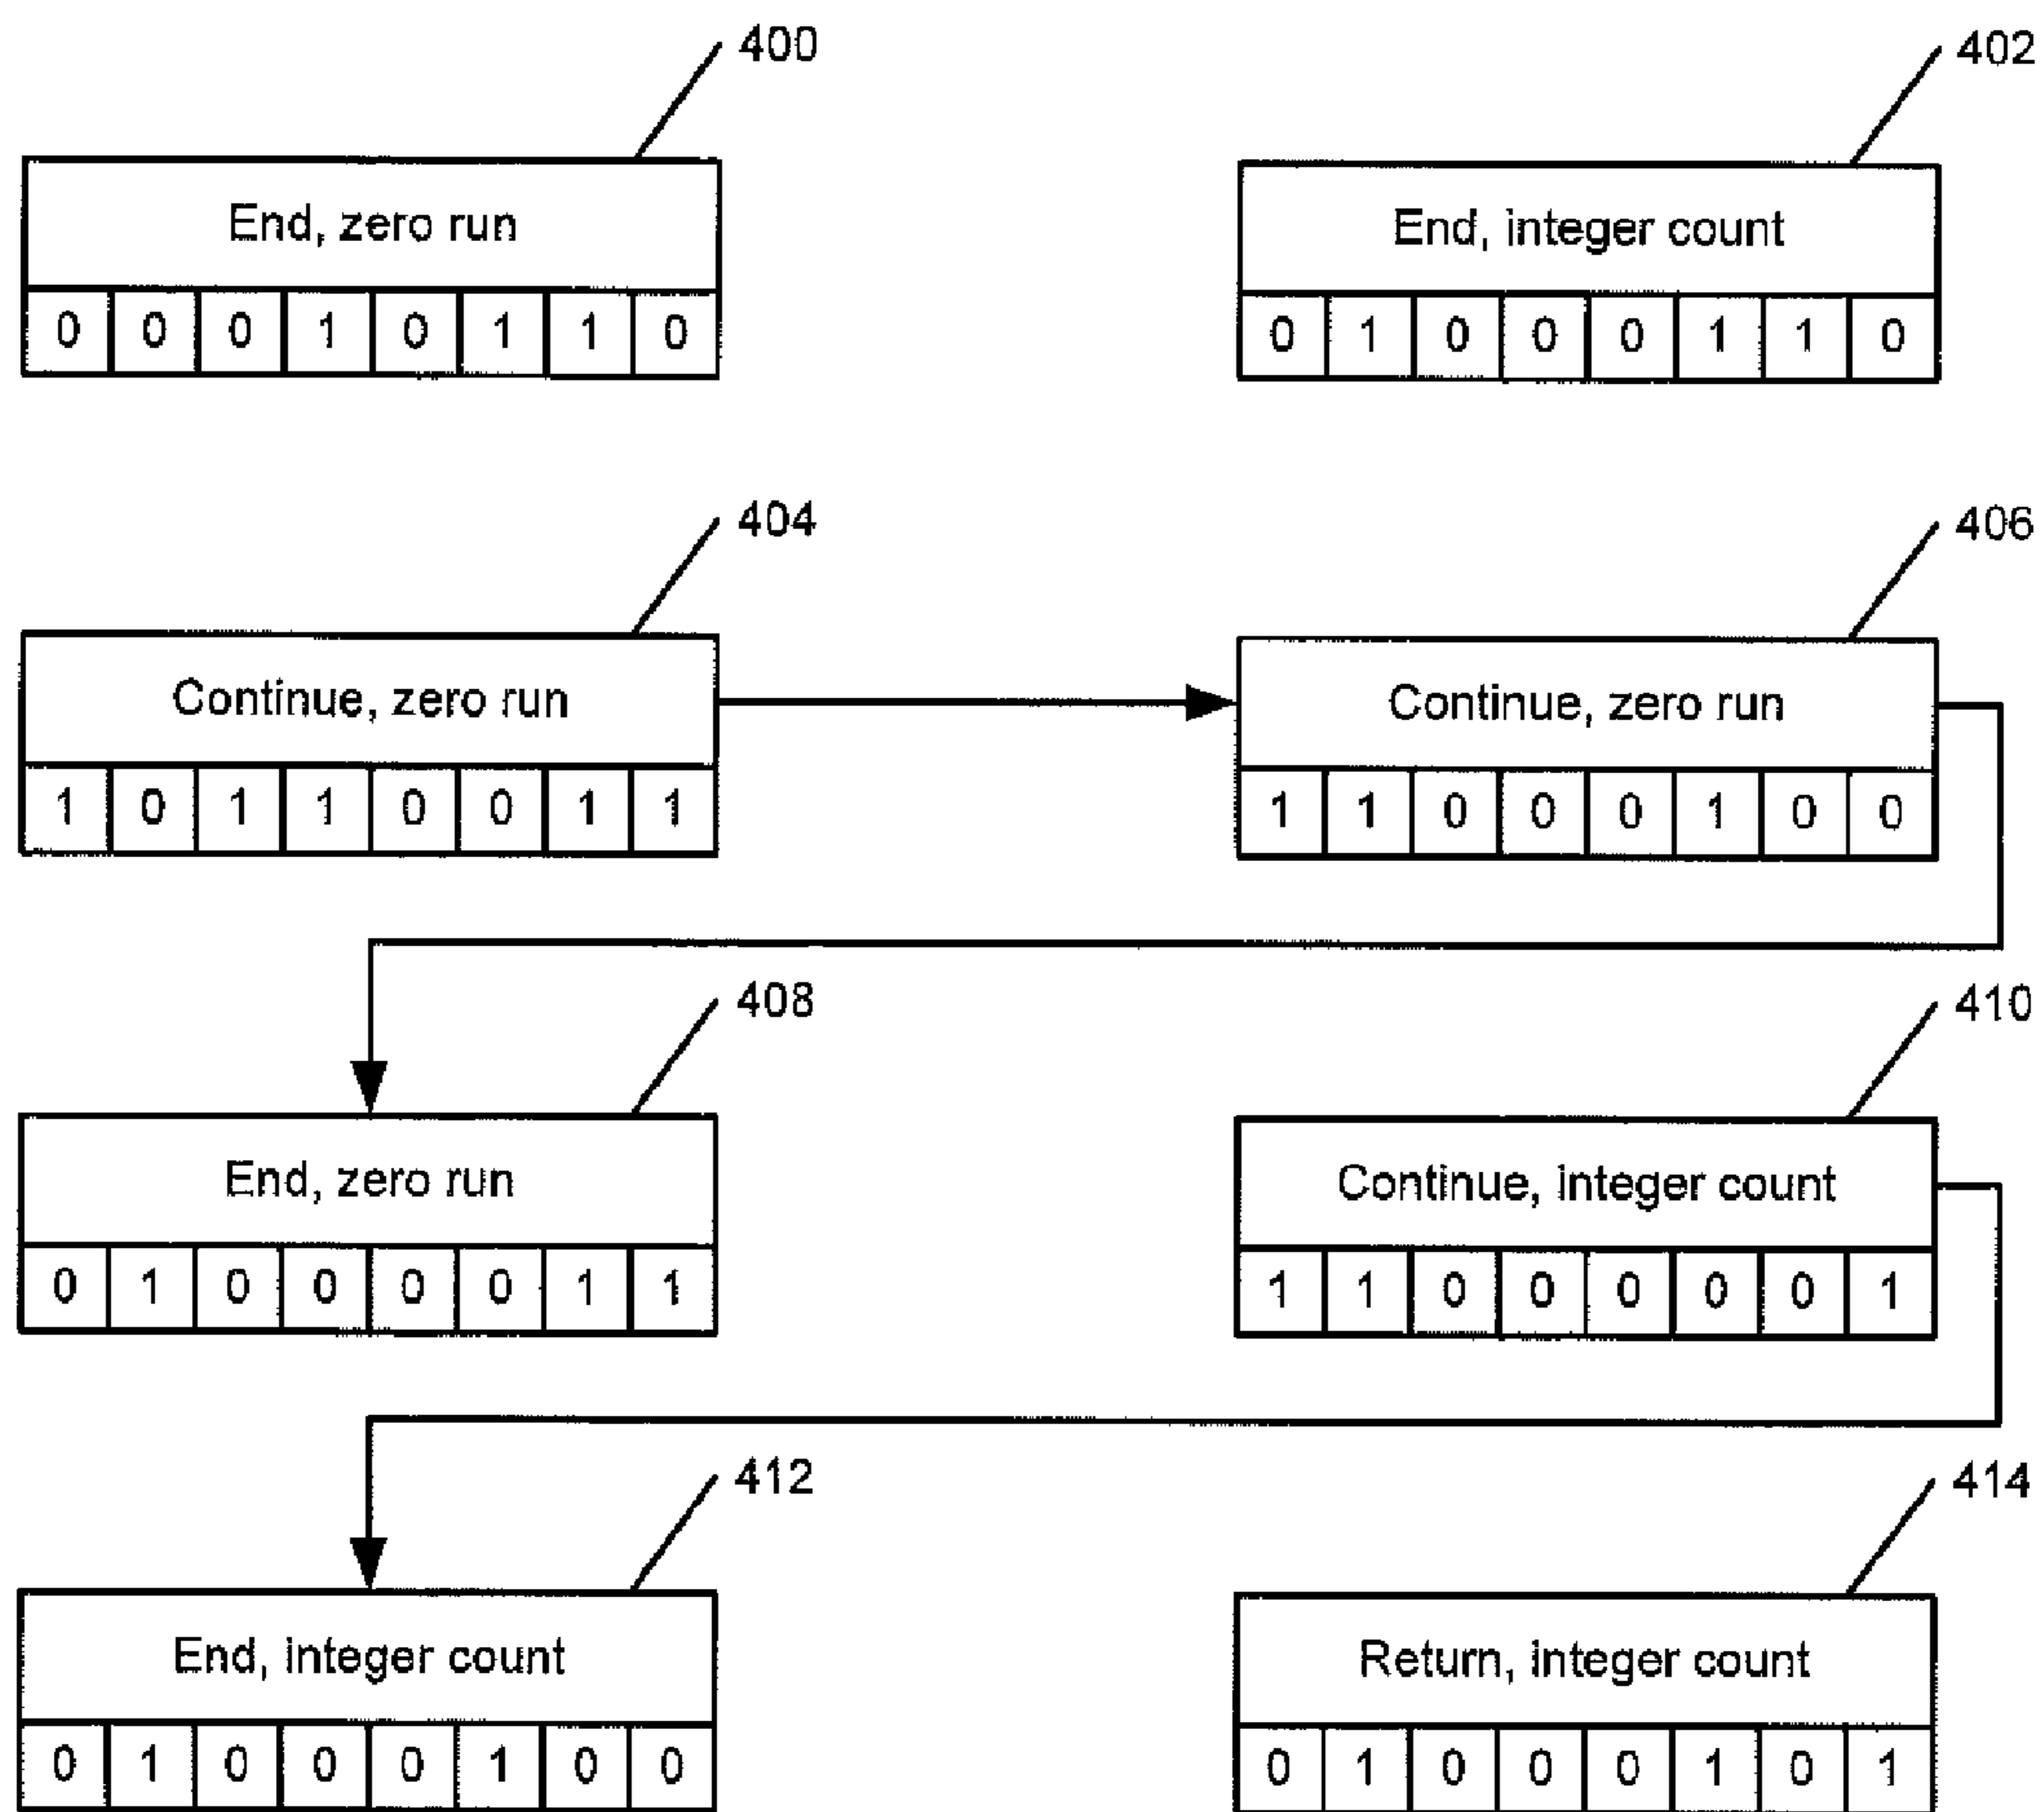 400
402
End, zero run
0 0 0 1 0 1 1 0
End, integer count
0 1 0 0 0 1 1 0
404
406
Continue, zero run
1 0 1 1 0 0 1 1
Continue, zero run
1 1 0 0 0 1 0 0
408
410
End, zero run
0 1 0 0 0 0 1 1
Continue, integer count
1 1 0 0 0 0 0 1
412
414
End, integer count
0 1 0 0 0 1 0 0
Return, integer count
0 1 0 0 0 1 0 1